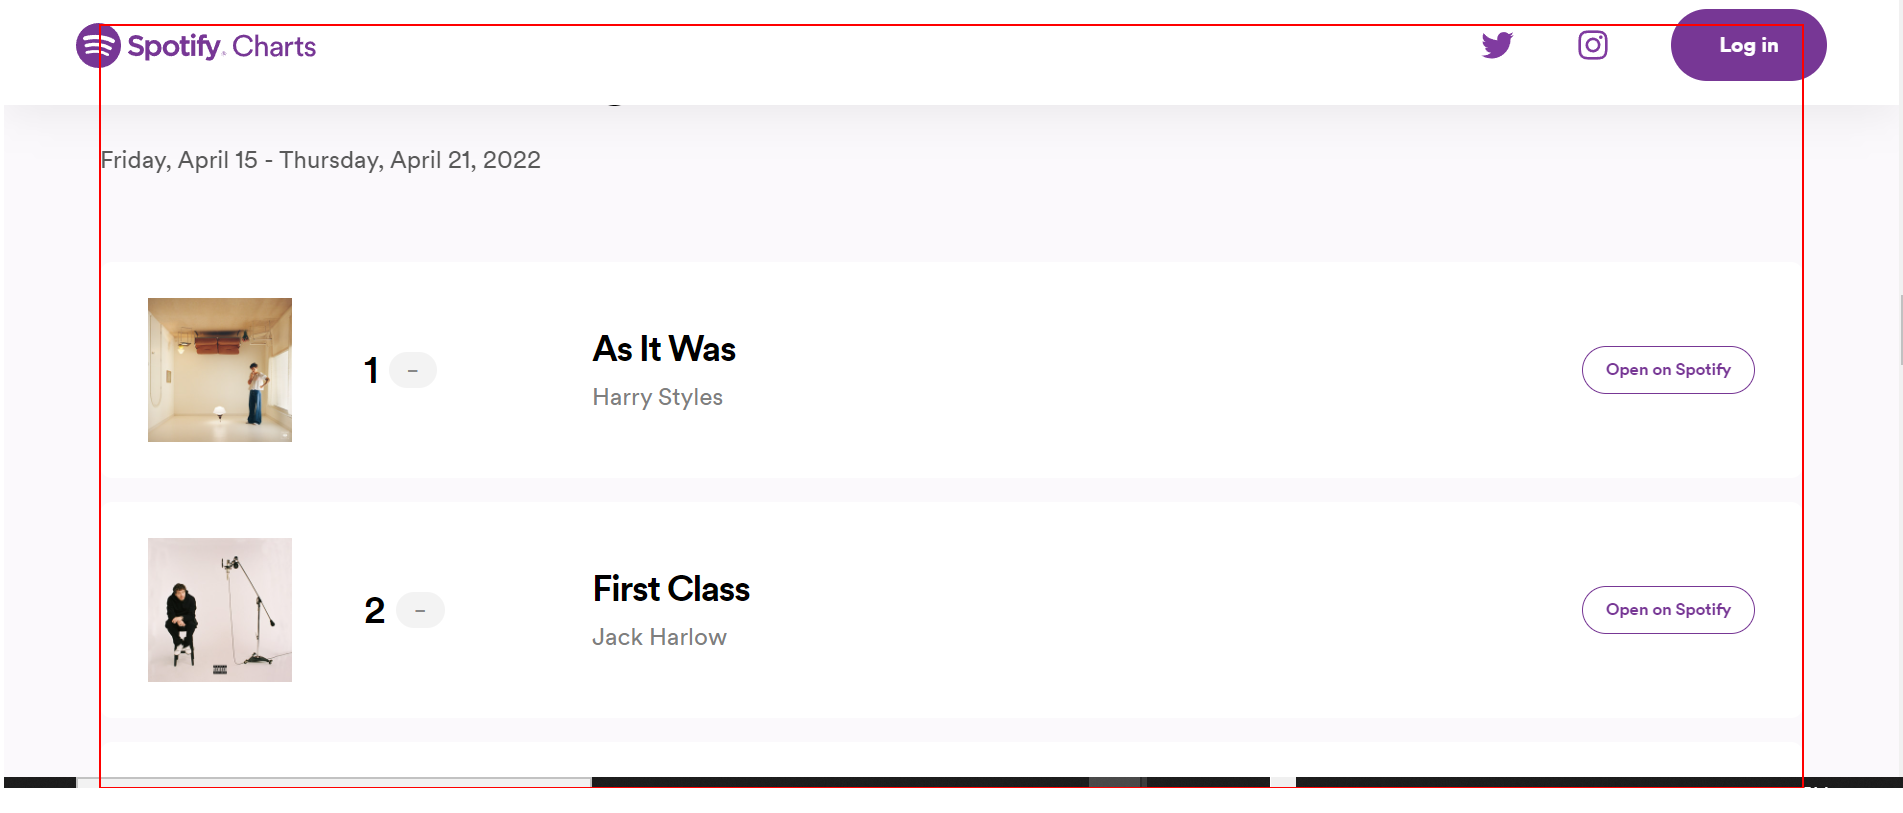 Spotify Charts
Log in
Friday, April 15 - Thursday, April 21, 2022
1 –
As It Was
Harry Styles
Open on Spotify
2 –
First Class
Jack Harlow
Open on Spotify